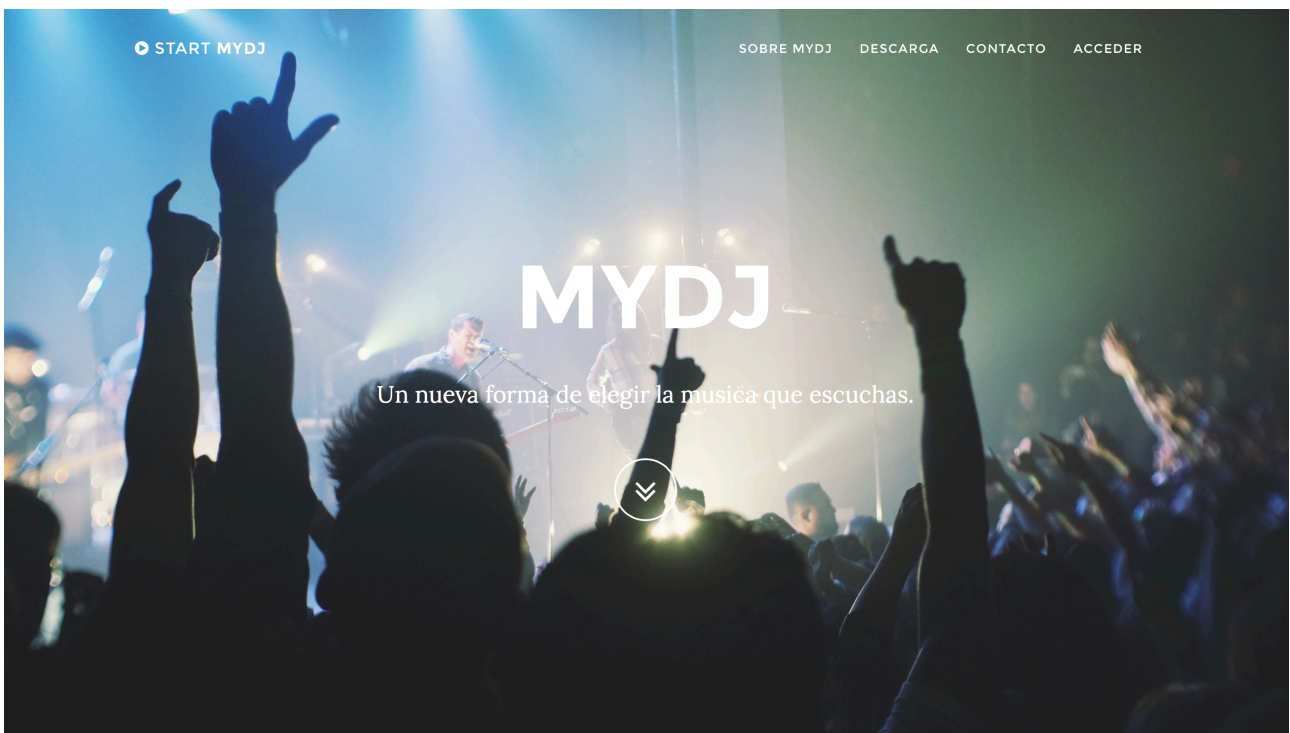 START MYDJ
SOBRE MYDJ DESCARGA CONTACTO ACCEDER
MYDJ
Un nueva forma de elegir la musica que escuchas.